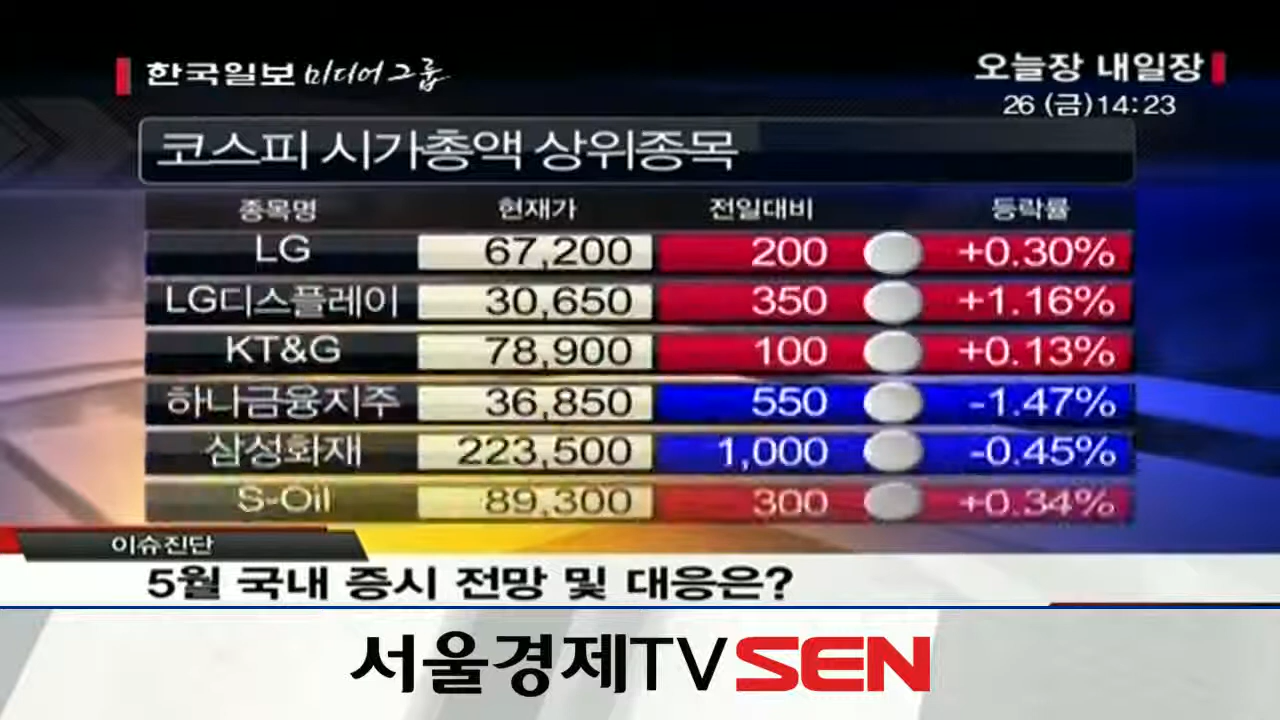 한국일보 미디어그룹
오늘장 내일장
26 (금) 14:23
코스피 시가총액 상위종목
종목명 현재가 전일대비 등락률
LG 67,200 200 +0.30%
LG디스플레이 30,650 350 +1.16%
KT&G 78,900 100 +0.13%
하나금융지주 36,850 550 -1.47%
삼성화재 223,500 1,000 -0.45%
S-Oil 89,300 300 +0.34%
이슈진단
5월 국내 증시 전망 및 대응은?
서울경제TV SEN